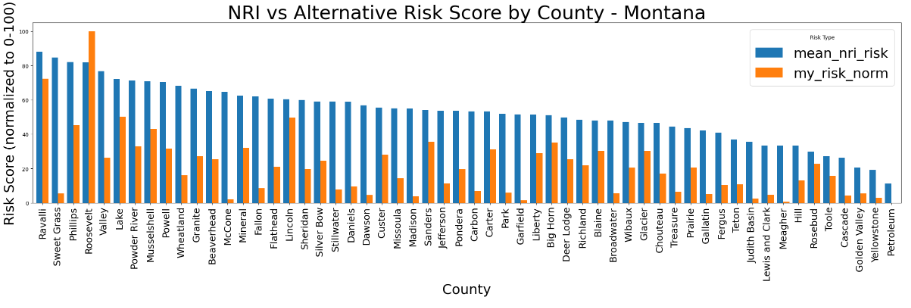 NRI vs Alternative Risk Score by County - Montana
Risk Score (normalized to 0-100)
100
80
60
40
20
0
Risk Type
mean_nri_risk
my_risk_norm
Ravalli
Sweet Grass
Phillips
Roosevelt
Valley
Lake
Powder River
Musselshell
Powell
Wheatland
Granite
Beaverhead
McCone
Mineral
Fallon
Flathead
Lincoln
Sheridan
Silver Bow
Stillwater
Daniels
Dawson
Custer
Missoula
Madison
Sanders
Jefferson
Pondera
Carbon
Carter
Park
Garfield
Liberty
Big Horn
Deer Lodge
Richland
Blaine
Broadwater
Wibaux
Glacier
Chouteau
Treasure
Prairie
Gallatin
Fergus
Teton
Judith Basin
Lewis and Clark
Meagher
Hill
Rosebud
Toole
Cascade
Golden Valley
Yellowstone
Petroleum
County